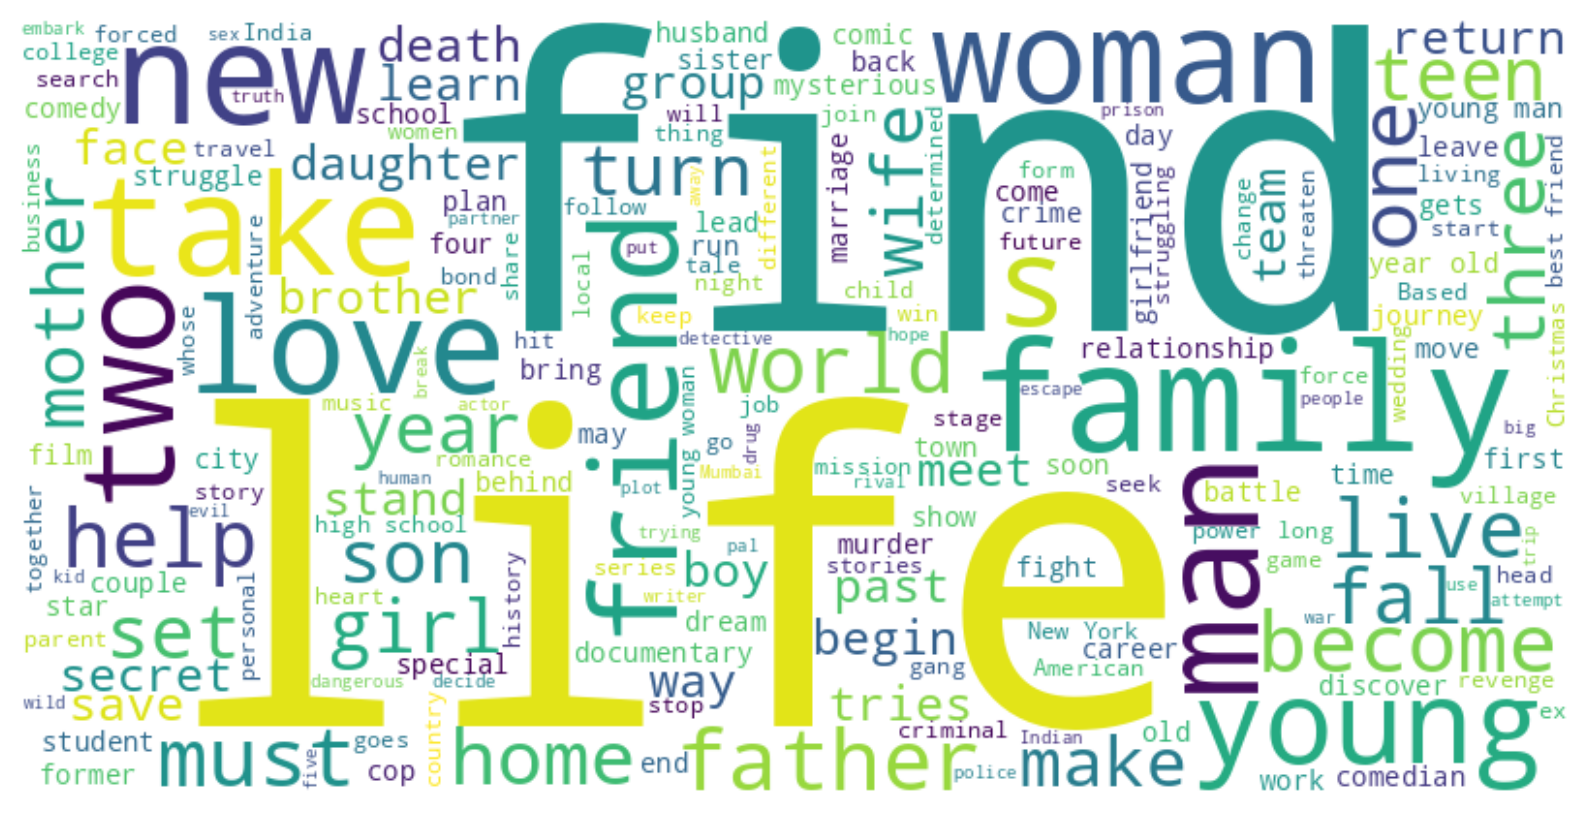 embark
forced
sex
India
college
search
comedy
new
truth
school
death
learn
women
find
husband
sister
group
comic
back
mysterious
will
thing
join
woman
prison
day
return
teen
young man
leave
living
gets
start
one
three
best friend
business
face
travel
struggle
daughter
mother
take
plan
partner
four
bond
follow
share
local
turn
away
different
lead
put
run
tale
night
keep
friend
marriage
wife
determined
child
win
form
come
crime
future
s
girlfriend
struggling
change
team
threaten
year old
Based
journey
Christmas
two
whose
adventure
brother
love
hit
bring
detective
hope
world
relationship
move
family
escape
force
people
wedding
big
first
break
music
actor
year
may
romance
behind
human
young woman
job
drug
go
Mumbai
plot
stage
town
mission
rival
meet
soon
seek
time
battle
village
film
city
story
evil
together
help
stand
high school
son
life
trying
pal
series
writer
boy
show
murder
stories
past
fight
man
power
long
game
live
trip
kid
couple
star
parent
personal
set
secret
heart
history
girl
special
dangerous
decide
dream
documentary
begin
gang
New York
career
American
war
fall
use
head
attempt
become
discover
revenge
wild
save
student
former
must
five
goes
cop
country
home
stop
way
end
father
tries
criminal
police
Indian
make
old
young
work
comedian
ex